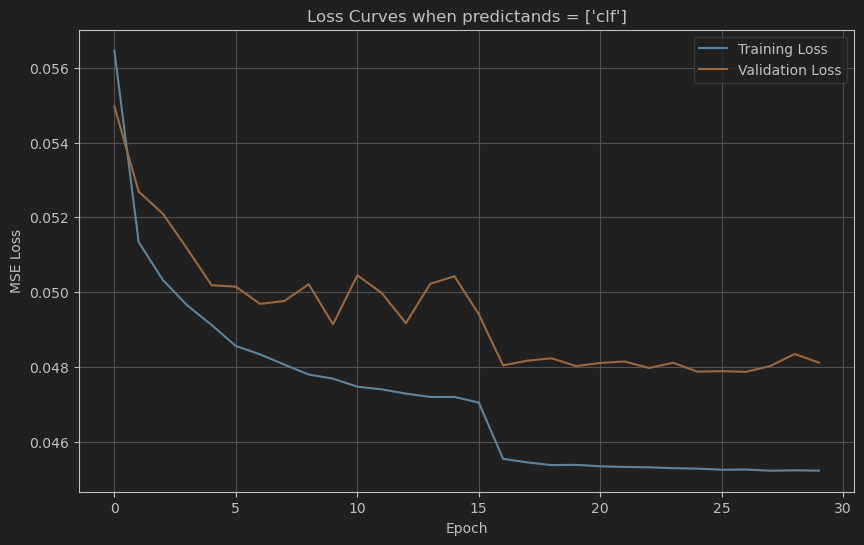 Loss Curves when predictands = ['clf']
Training Loss
Validation Loss
0.056
0.054
0.052
0.050
0.048
0.046
MSE Loss
0
5
10
15
20
25
30
Epoch